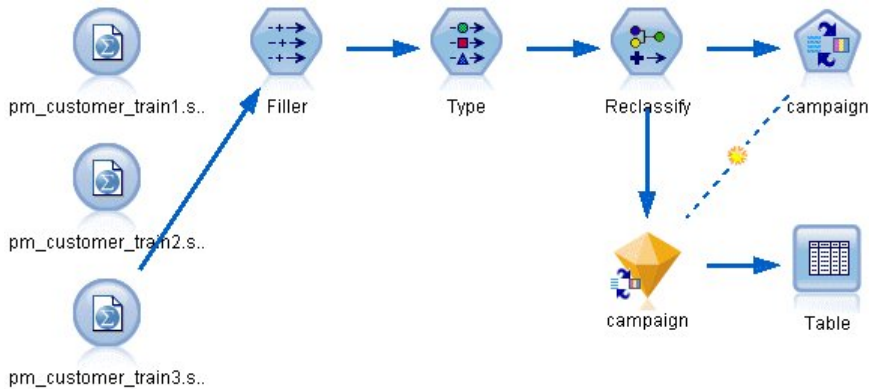 pm_customer_train1.s..
Filler
Type
Reclassify
campaign
pm_customer_train2.s..
campaign
Table
pm_customer_train3.s..